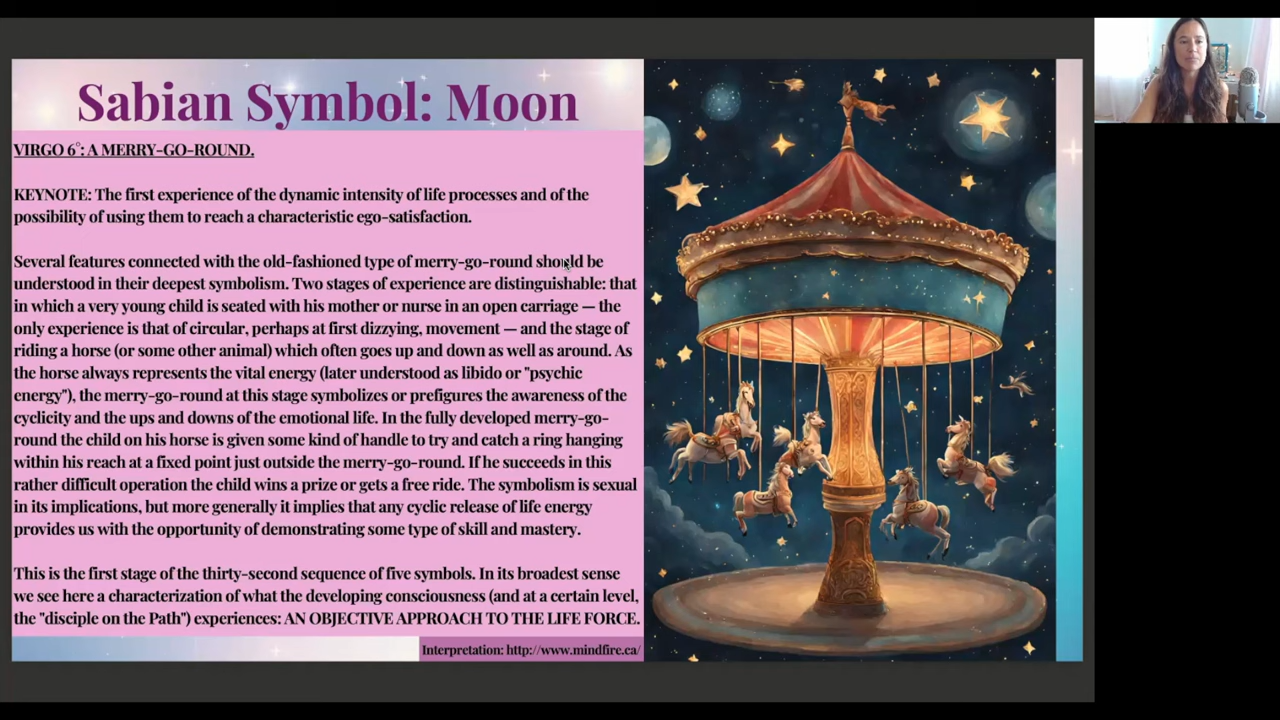 Sabian Symbol: Moon
VIRGO 6°: A MERRY-GO-ROUND.
KEYNOTE: The first experience of the dynamic intensity of life processes and of the
possibility of using them to reach a characteristic ego-satisfaction.
Several features connected with the old-fashioned type of merry-go-round should be
understood in their deepest symbolism. Two stages of experience are distinguishable: that
in which a very young child is seated with his mother or nurse in an open carriage — the
only experience is that of circular, perhaps at first dizzying, movement — and the stage of
riding a horse (or some other animal) which often goes up and down as well as around. As
the horse always represents the vital energy (later understood as libido or "psychic
energy"), the merry-go-round at this stage symbolizes or prefigures the awareness of the
cyclicity and the ups and downs of the emotional life. In the fully developed merry-go-
round the child on his horse is given some kind of handle to try and catch a ring hanging
within his reach at a fixed point just outside the merry-go-round. If he succeeds in this
rather difficult operation the child wins a prize or gets a free ride. The symbolism is sexual
in its implications, but more generally it implies that any cyclic release of life energy
provides us with the opportunity of demonstrating some type of skill and mastery.
This is the first stage of the thirty-second sequence of five symbols. In its broadest sense
we see here a characterization of what the developing consciousness (and at a certain level,
the "disciple on the Path") experiences: AN OBJECTIVE APPROACH TO THE LIFE FORCE.
Interpretation: http://www.mindfire.ca/